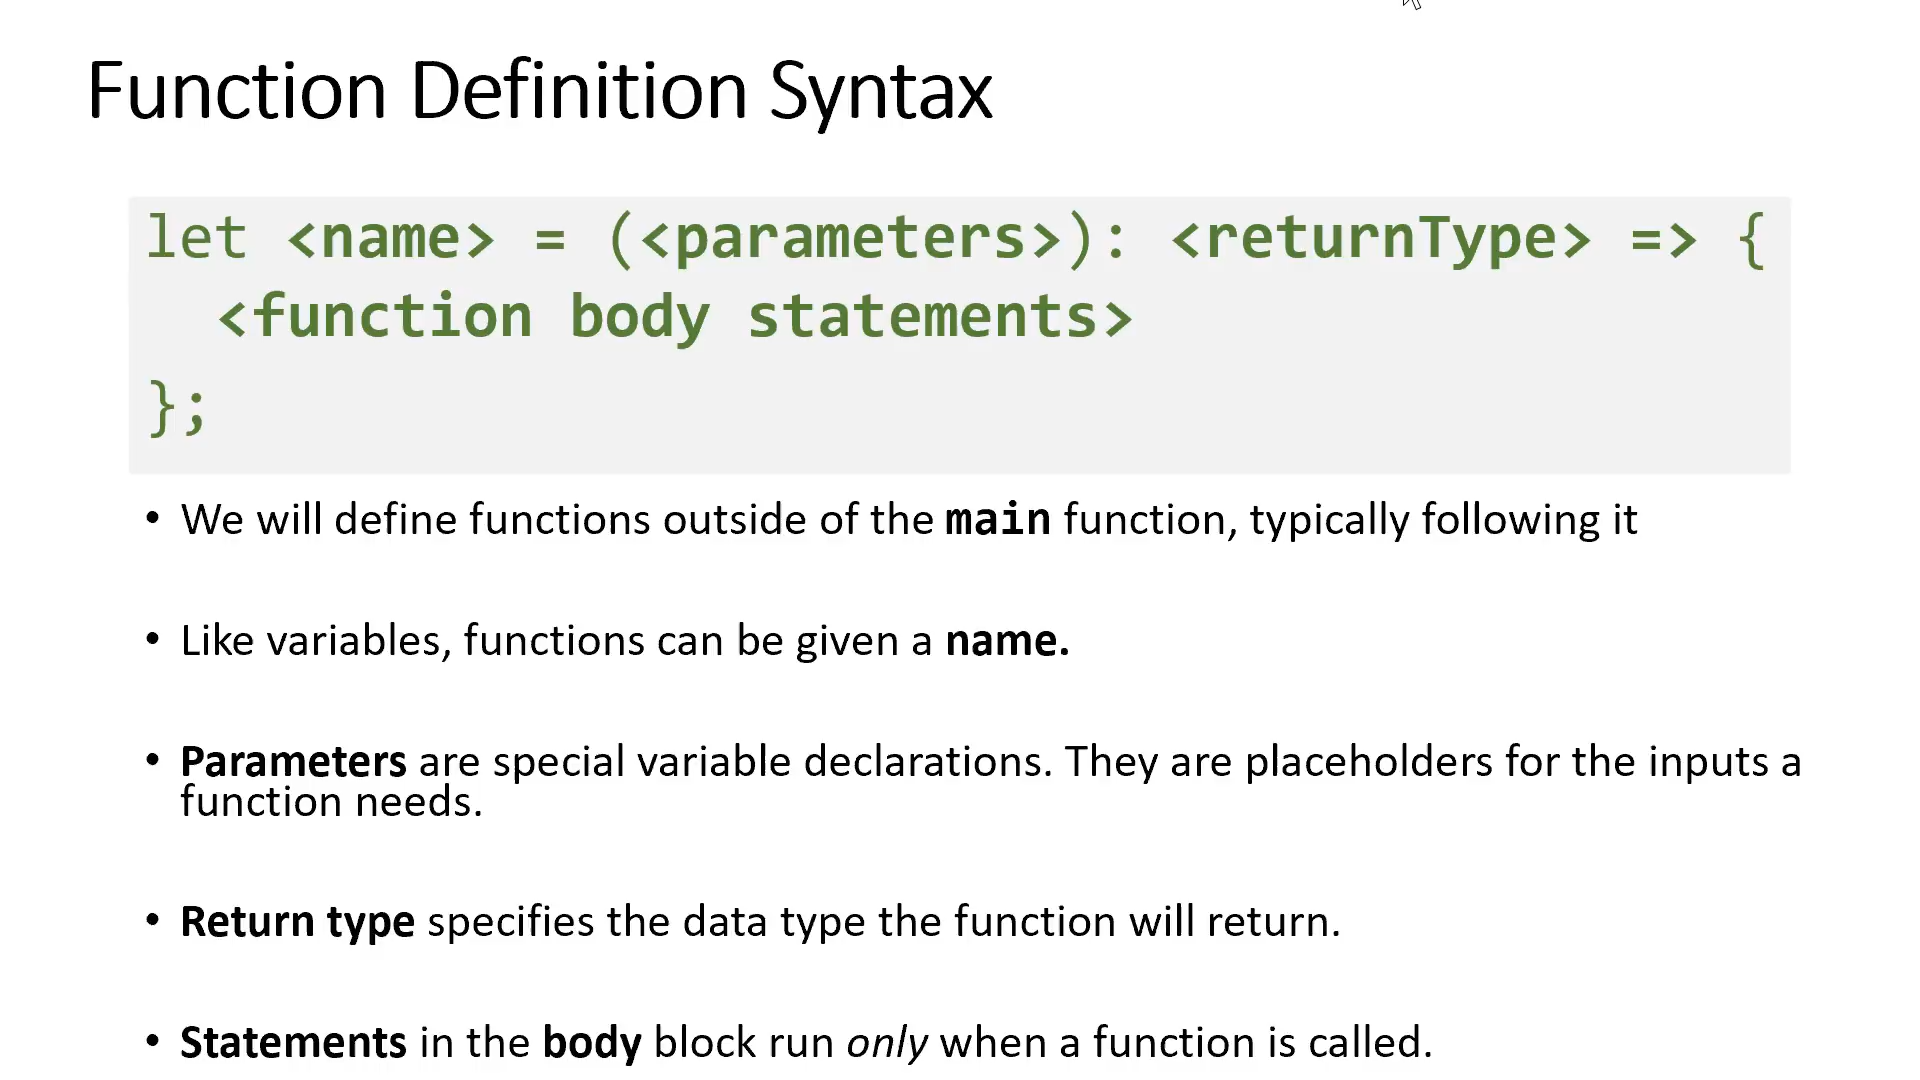 Function Definition Syntax
let <name> = (<parameters>): <returnType> => {
<function body statements>
};
• We will define functions outside of the main function, typically following it
• Like variables, functions can be given a name.
• Parameters are special variable declarations. They are placeholders for the inputs a
function needs.
• Return type specifies the data type the function will return.
• Statements in the body block run only when a function is called.